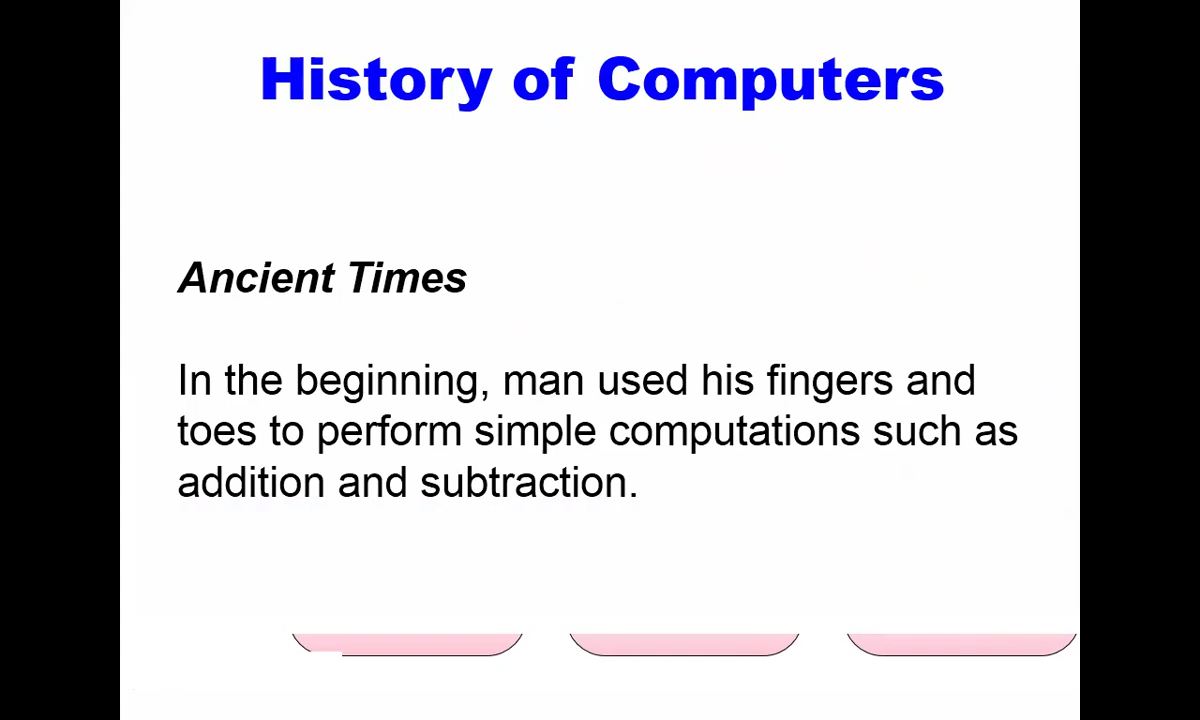 History of Computers
Ancient Times
In the beginning, man used his fingers and
toes to perform simple computations such as
addition and subtraction.